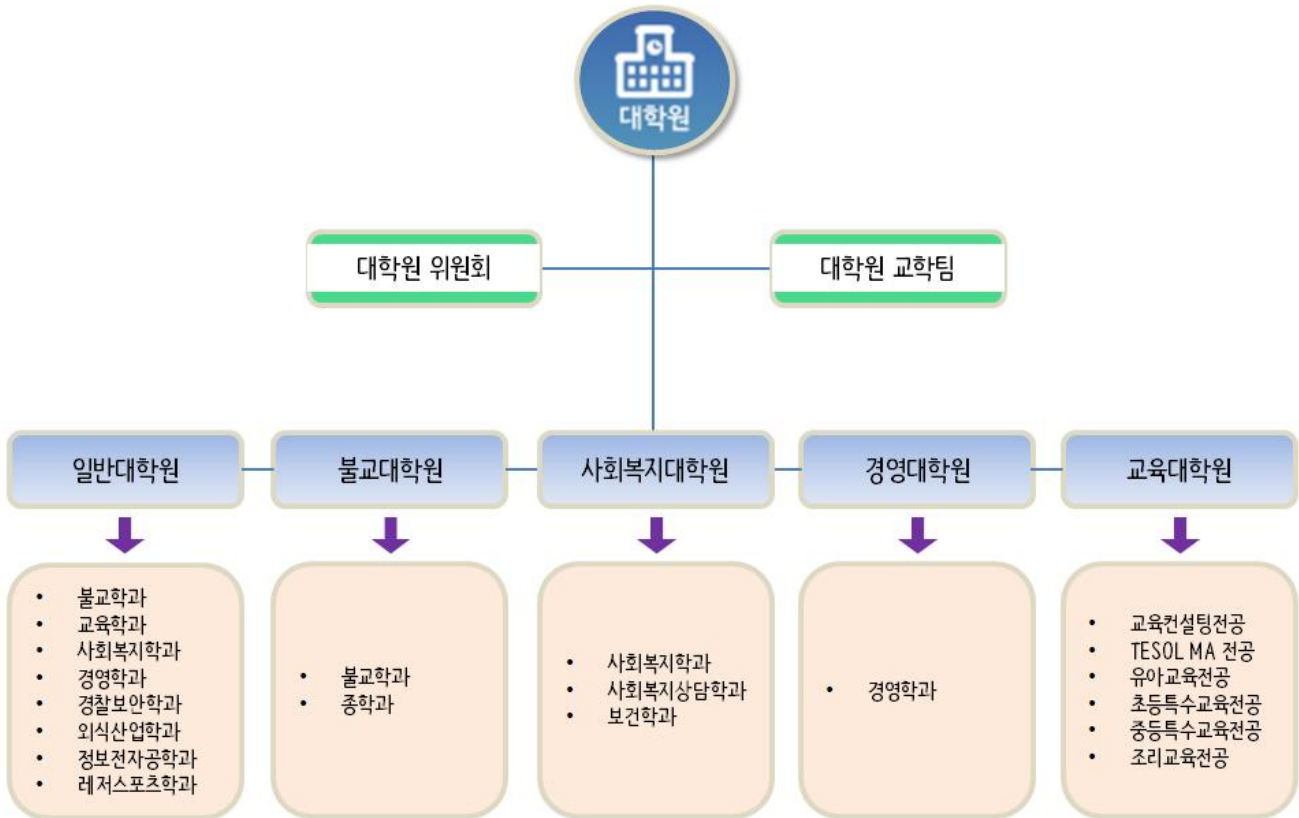 대학원
대학원 위원회
대학원 교학팀
일반대학원
불교대학원
사회복지대학원
경영대학원
교육대학원
• 불교학과
• 교육학과
• 사회복지학과
• 경영학과
• 경찰보안학과
• 외식산업학과
• 정보전자공학과
• 레저스포츠학과
• 불교학과
• 종학과
• 사회복지학과
• 사회복지상담학과
• 보건학과
• 경영학과
• 교육컨설팅전공
• TESOL MA 전공
• 유아교육전공
• 초등특수교육전공
• 중등특수교육전공
• 조리교육전공